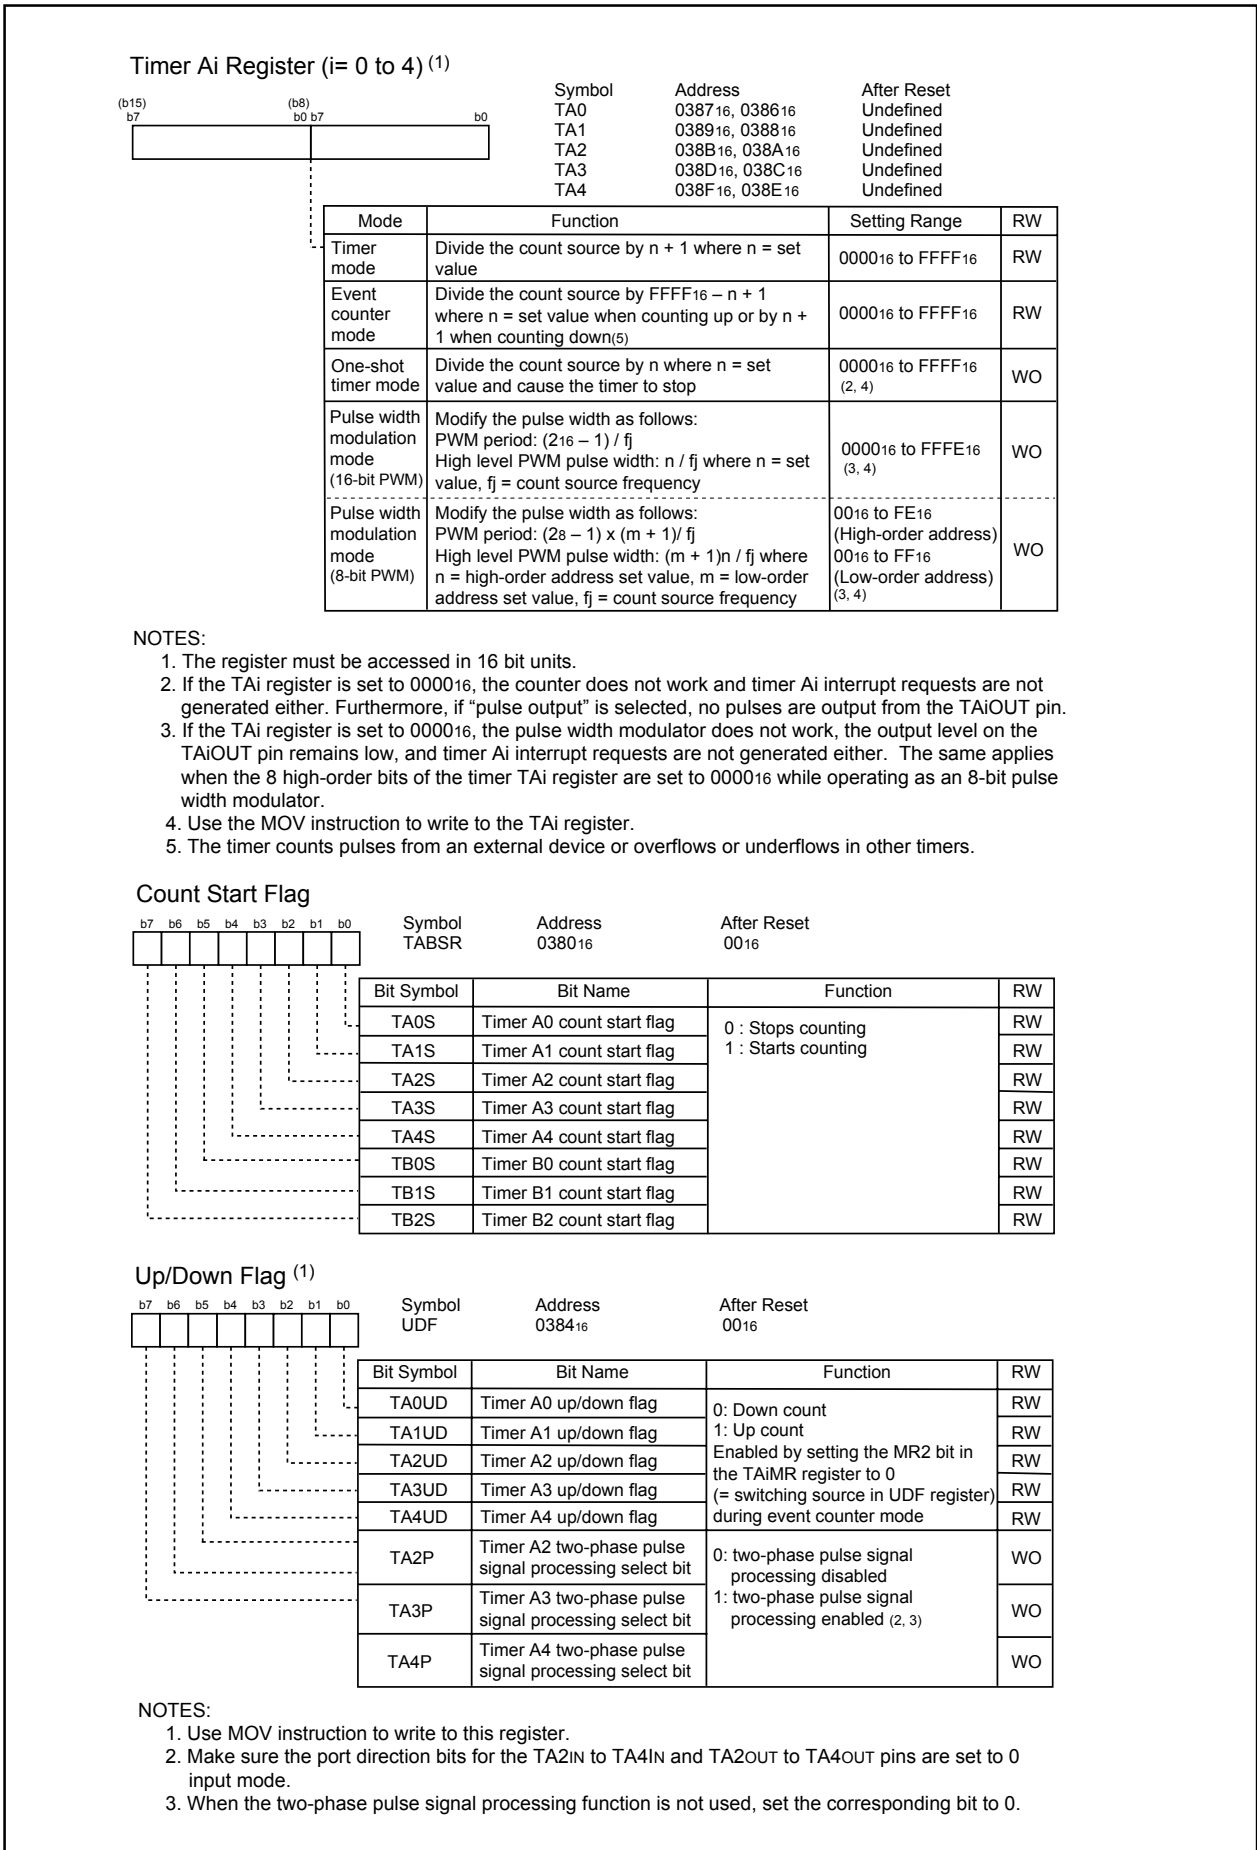 Timer Ai Register (i= 0 to 4) (1)
Symbol Address After Reset
TA0 038716, 038616 Undefined
TA1 038916, 038816 Undefined
TA2 038B16, 038A16 Undefined
TA3 038D16, 038C16 Undefined
TA4 038F16, 038E16 Undefined
(b15) (b8)
b7 b0 b7 b0
Mode Function Setting Range RW
Timer
mode
Divide the count source by n + 1 where n = set
value
000016 to FFFF16
RW
Event
counter
mode
Divide the count source by FFFF16 – n + 1
where n = set value when counting up or by n +
1 when counting down(5)
000016 to FFFF16
RW
One-shot
timer mode
Divide the count source by n where n = set
value and cause the timer to stop
000016 to FFFF16
(2, 4)
WO
Pulse width
modulation
mode
(16-bit PWM)
Modify the pulse width as follows:
PWM period: (216 – 1) / fj
High level PWM pulse width: n / fj where n = set
value, fj = count source frequency
000016 to FFFE16
(3, 4)
WO
Pulse width
modulation
mode
(8-bit PWM)
Modify the pulse width as follows:
PWM period: (28 – 1) x (m + 1)/ fj
High level PWM pulse width: (m + 1)n / fj where
n = high-order address set value, m = low-order
address set value, fj = count source frequency
0016 to FE16
(High-order address)
0016 to FF16
(Low-order address)
(3, 4)
WO
NOTES:
1. The register must be accessed in 16 bit units.
2. If the TAi register is set to 000016, the counter does not work and timer Ai interrupt requests are not
generated either. Furthermore, if “pulse output” is selected, no pulses are output from the TAiOUT pin.
3. If the TAi register is set to 000016, the pulse width modulator does not work, the output level on the
TAiOUT pin remains low, and timer Ai interrupt requests are not generated either. The same applies
when the 8 high-order bits of the timer TAi register are set to 000016 while operating as an 8-bit pulse
width modulator.
4. Use the MOV instruction to write to the TAi register.
5. The timer counts pulses from an external device or overflows or underflows in other timers.
Count Start Flag
b7 b6 b5 b4 b3 b2 b1 b0
Symbol Address After Reset
TABSR 038016 0016
Bit Symbol Bit Name Function RW
TA0S Timer A0 count start flag 0 : Stops counting RW
TA1S Timer A1 count start flag 1 : Starts counting RW
TA2S Timer A2 count start flag RW
TA3S Timer A3 count start flag RW
TA4S Timer A4 count start flag RW
TB0S Timer B0 count start flag RW
TB1S Timer B1 count start flag RW
TB2S Timer B2 count start flag RW
Up/Down Flag (1)
b7 b6 b5 b4 b3 b2 b1 b0
Symbol Address After Reset
UDF 038416 0016
Bit Symbol Bit Name Function RW
TA0UD Timer A0 up/down flag RW
TA1UD Timer A1 up/down flag RW
TA2UD Timer A2 up/down flag RW
TA3UD Timer A3 up/down flag RW
TA4UD Timer A4 up/down flag RW
0: Down count
1: Up count
Enabled by setting the MR2 bit in
the TAiMR register to 0
(= switching source in UDF register)
during event counter mode
TA2P
Timer A2 two-phase pulse
signal processing select bit
WO
TA3P
Timer A3 two-phase pulse
signal processing select bit
WO
TA4P
Timer A4 two-phase pulse
signal processing select bit
WO
0: two-phase pulse signal
processing disabled
1: two-phase pulse signal
processing enabled (2, 3)
NOTES:
1. Use MOV instruction to write to this register.
2. Make sure the port direction bits for the TA2IN to TA4IN and TA2OUT to TA4OUT pins are set to 0
input mode.
3. When the two-phase pulse signal processing function is not used, set the corresponding bit to 0.